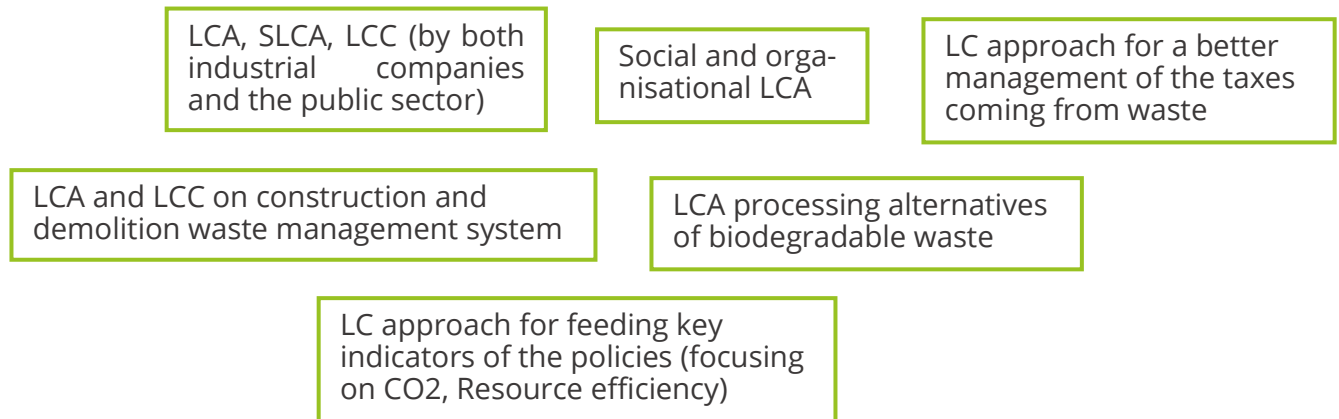 LCA, SLCA, LCC (by both
industrial companies
and the public sector)
Social and orga-
nisational LCA
LC approach for a better
management of the taxes
coming from waste
LCA and LCC on construction and
demolition waste management system
LCA processing alternatives
of biodegradable waste
LC approach for feeding key
indicators of the policies (focusing
on CO2, Resource efficiency)